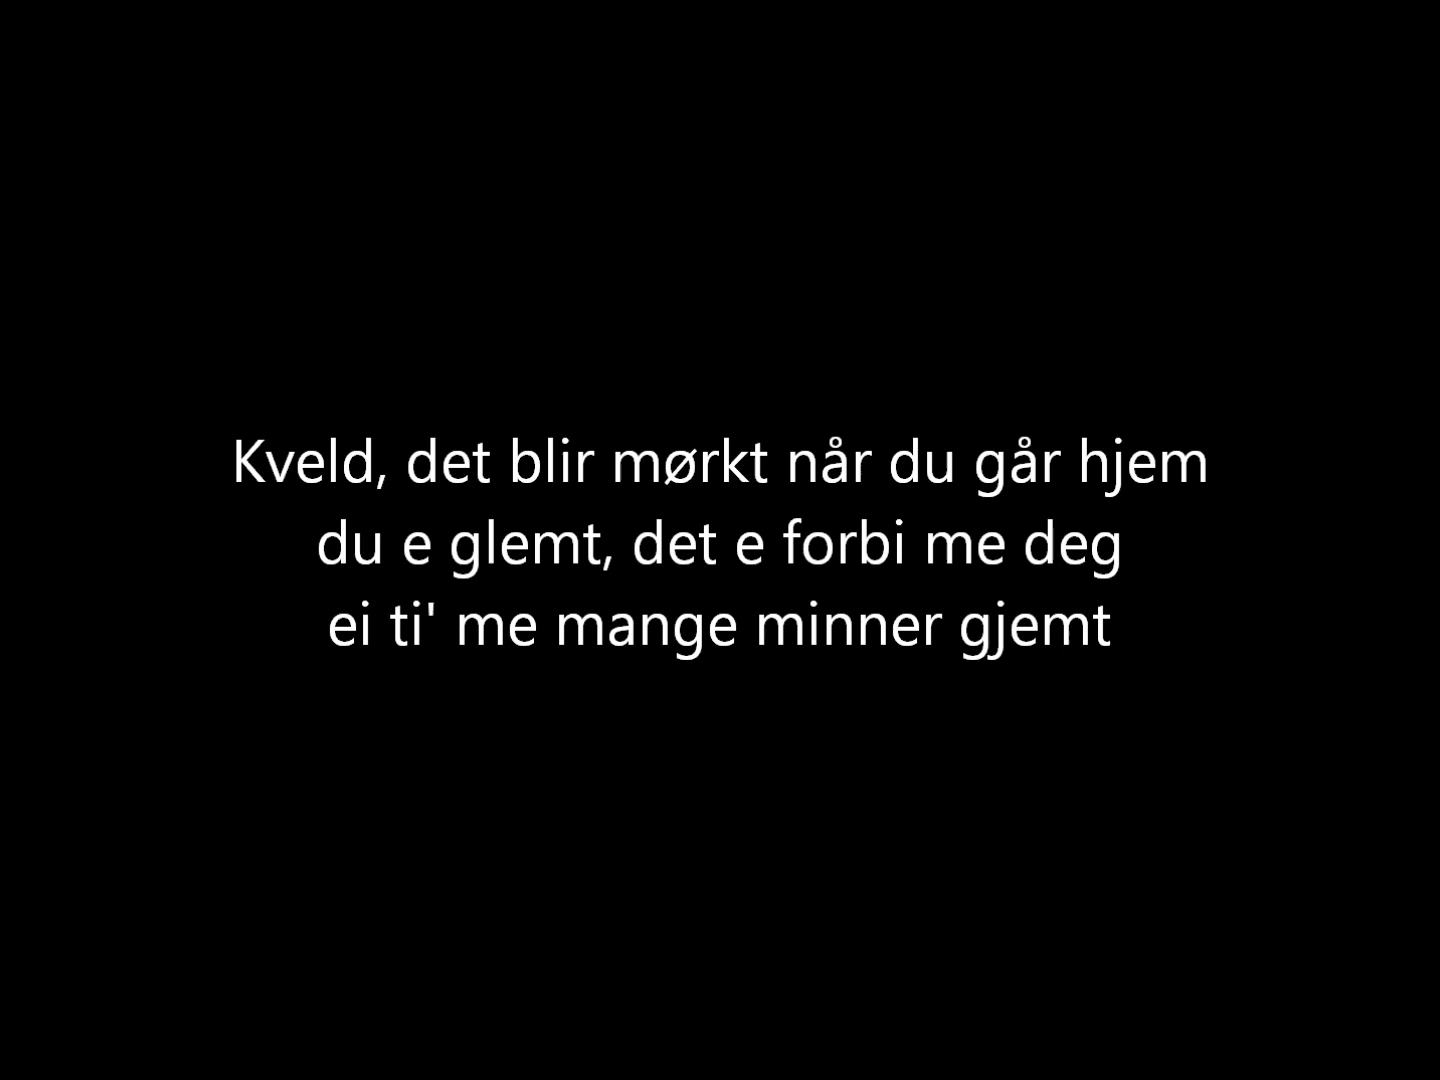 Kveld, det blir mørkt når du går hjem
du e glemt, det e forbi me deg
ei ti' me mange minner gjemt